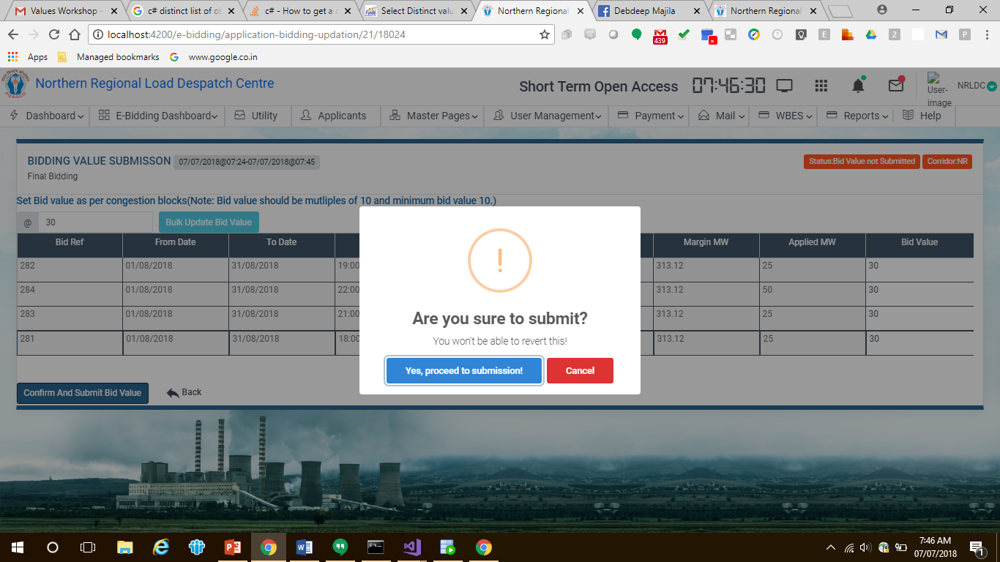 Values Workshop -
c# distinct list of ob
c# - How to get a d
Select Distinct valu
Northern Regional
Debdeep Majila
Northern Regional
localhost:4200/e-bidding/application-bidding-updation/21/18024
439
E
2
P
Apps
Managed bookmarks
www.google.co.in
Northern Regional Load Despatch Centre
Short Term Open Access
07:46:30
User-image
NRLDC
Dashboard
E-Bidding Dashboard
Utility
Applicants
Master Pages
User Management
Payment
Mail
WBES
Reports
Help
BIDDING VALUE SUBMISSON 07/07/2018@07:24-07/07/2018@07:45
Status:Bid Value not Submitted
Corridor:NR
Final Bidding
Set Bid value as per congestion blocks(Note: Bid value should be mutliples of 10 and minimum bid value 10.)
@ 30 Bulk Update Bid Value
Bid Ref From Date To Date Margin MW Applied MW Bid Value
282 01/08/2018 31/08/2018 19:00 313.12 25 30
284 01/08/2018 31/08/2018 22:00 313.12 50 30
283 01/08/2018 31/08/2018 21:00 313.12 25 30
281 01/08/2018 31/08/2018 18:00 313.12 25 30
Are you sure to submit?
You won't be able to revert this!
Yes, proceed to submission!
Cancel
Confirm And Submit Bid Value
Back
7:46 AM
07/07/2018
1